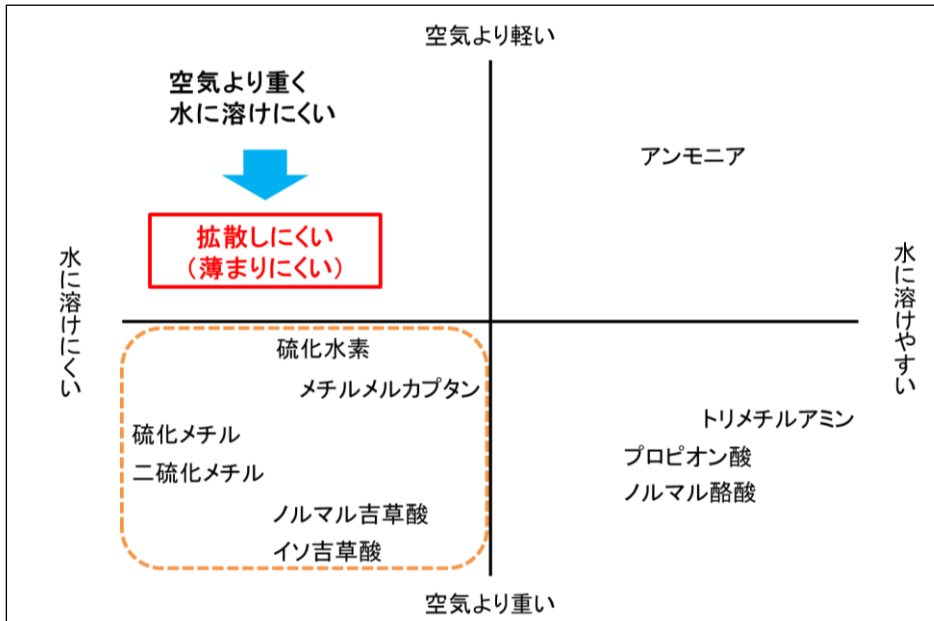 空気より軽い
空気より重く
水に溶けにくい
アンモニア
拡散しにくい
（薄まりにくい）
水に溶けにくい
水に溶けやすい
硫化水素
メチルメルカプタン
硫化メチル
二硫化メチル
ノルマル吉草酸
イソ吉草酸
トリメチルアミン
プロピオン酸
ノルマル酪酸
空気より重い